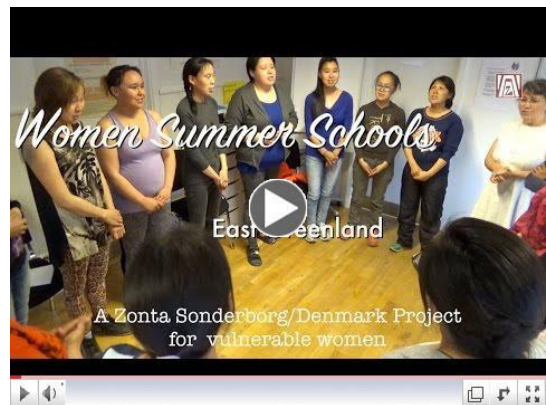 Women Summer Schools
East Greenland
A Zonta Sonderborg/Denmark Project
for vulnerable women